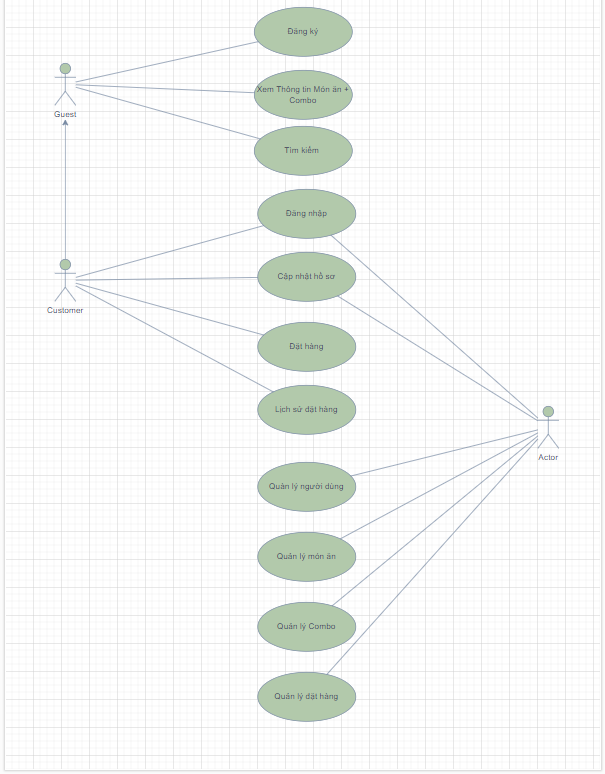 Đăng ký
Guest
Xem Thông tin Món ăn +
Combo
Tìm kiếm
Đăng nhập
Customer
Cập nhật hồ sơ
Đặt hàng
Lịch sử đặt hàng
Actor
Quản lý người dùng
Quản lý món ăn
Quản lý Combo
Quản lý đặt hàng